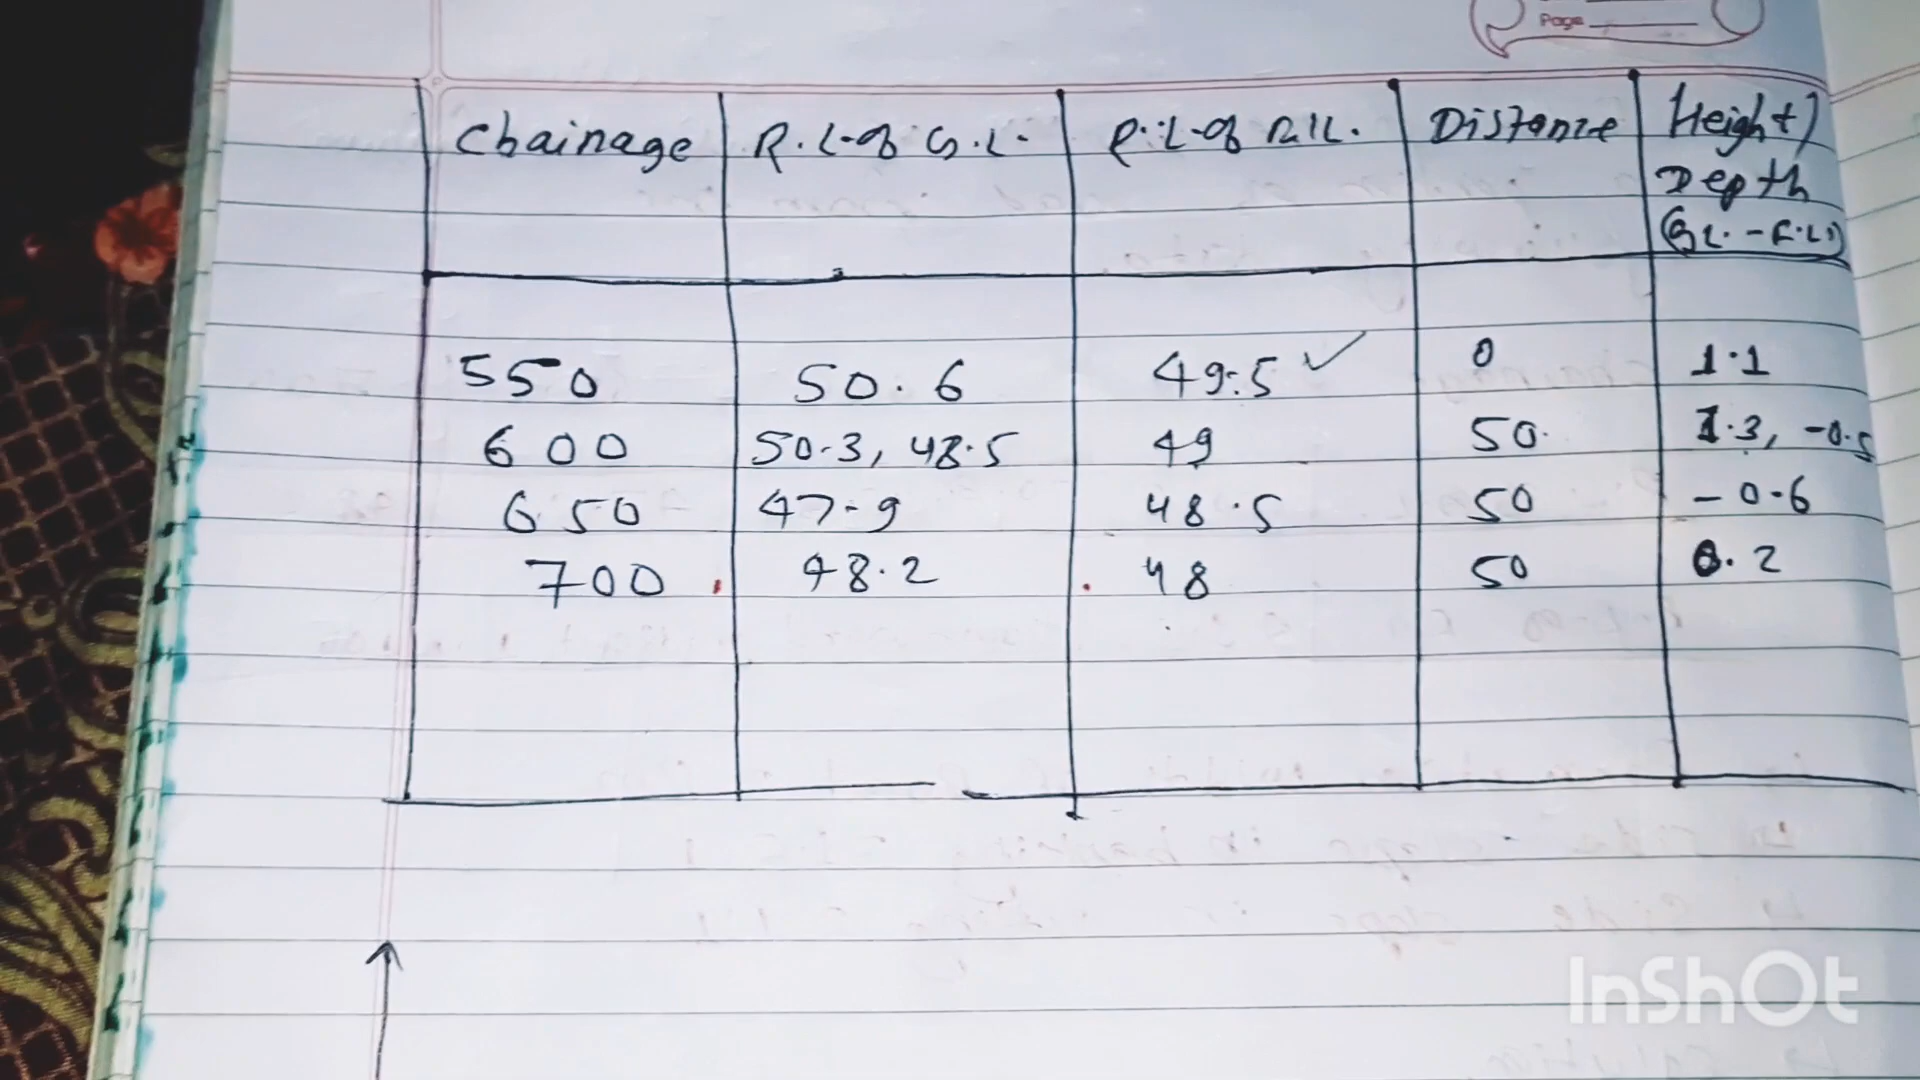 Page
Chainage R.L. of G.L. R.L. of Distance Height/
Depth
(G.L. - F.L.)
550 50.6 49.5 ✓ 0 1.1
600 50.3, 48.5 49 50 1.3, -0.5
650 47.9 48.5 50 -0.6
700 48.2 48 50 0.2
InShOt